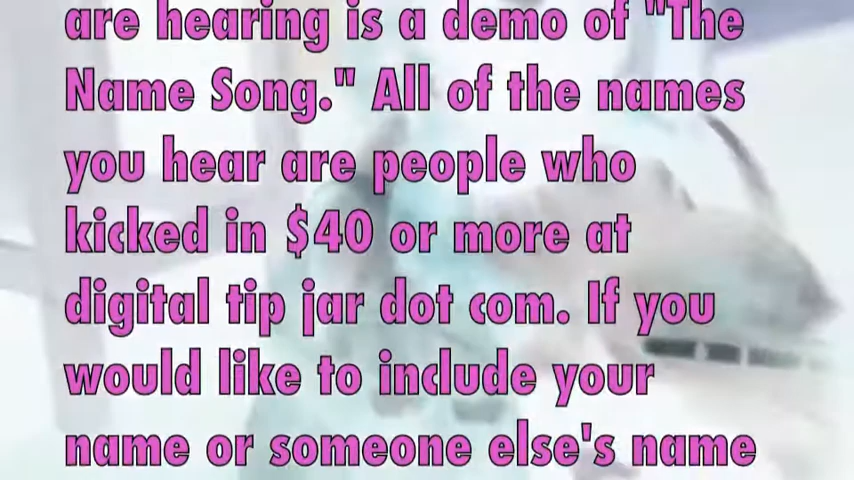 are hearing is a demo of "The
Name Song." All of the names
you hear are people who
kicked in $40 or more at
digital tip jar dot com. If you
would like to include your
name or someone else's name